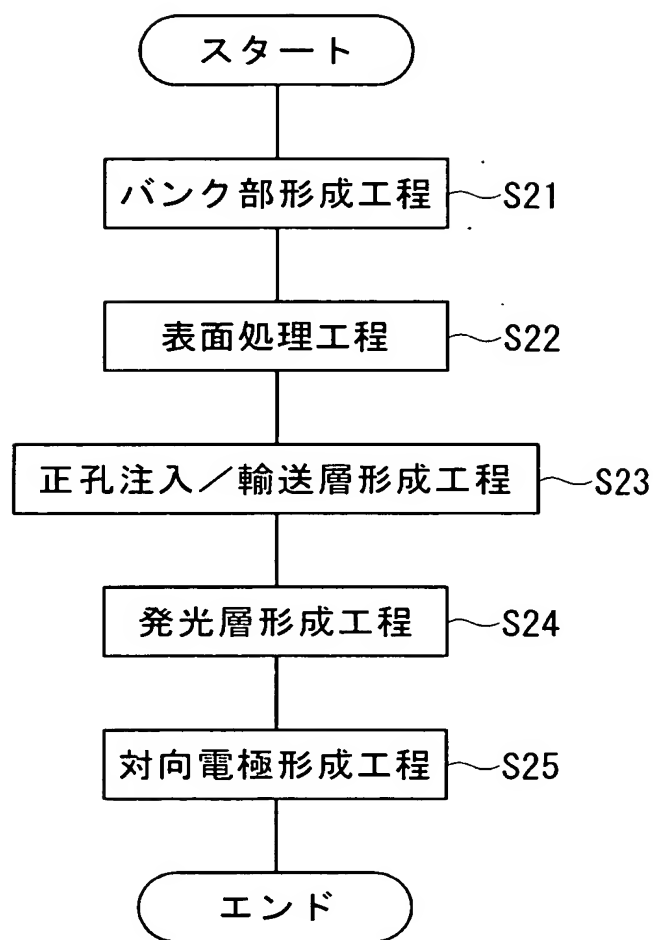 スタート
バンク部形成工程 S21
表面処理工程 S22
正孔注入／輸送層形成工程 S23
発光層形成工程 S24
対向電極形成工程 S25
エンド